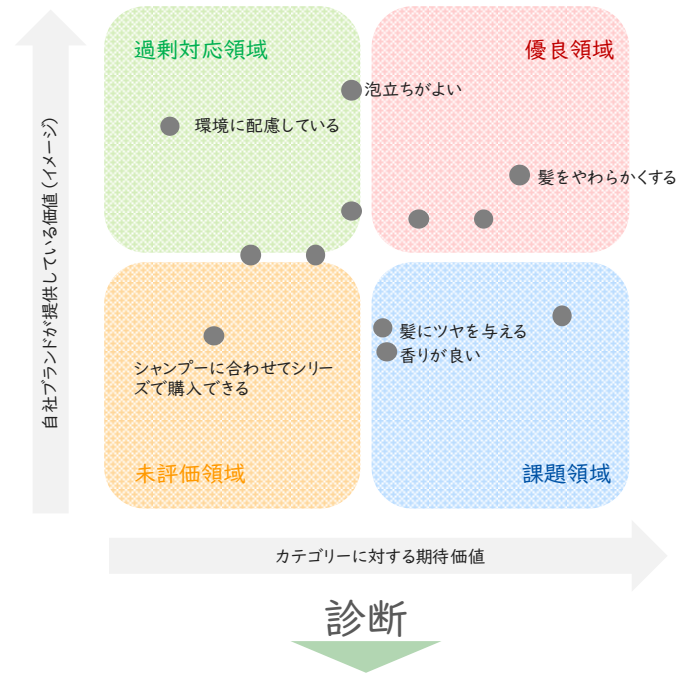 過剰対応領域
優良領域
泡立ちがよい
環境に配慮している
髪をやわらかくする
自社ブランドが提供している価値(イメージ)
髪にツヤを与える
香りが良い
シャンプーに合わせてシリー
ズで購入できる
未評価領域
課題領域
カテゴリーに対する期待価値
診断